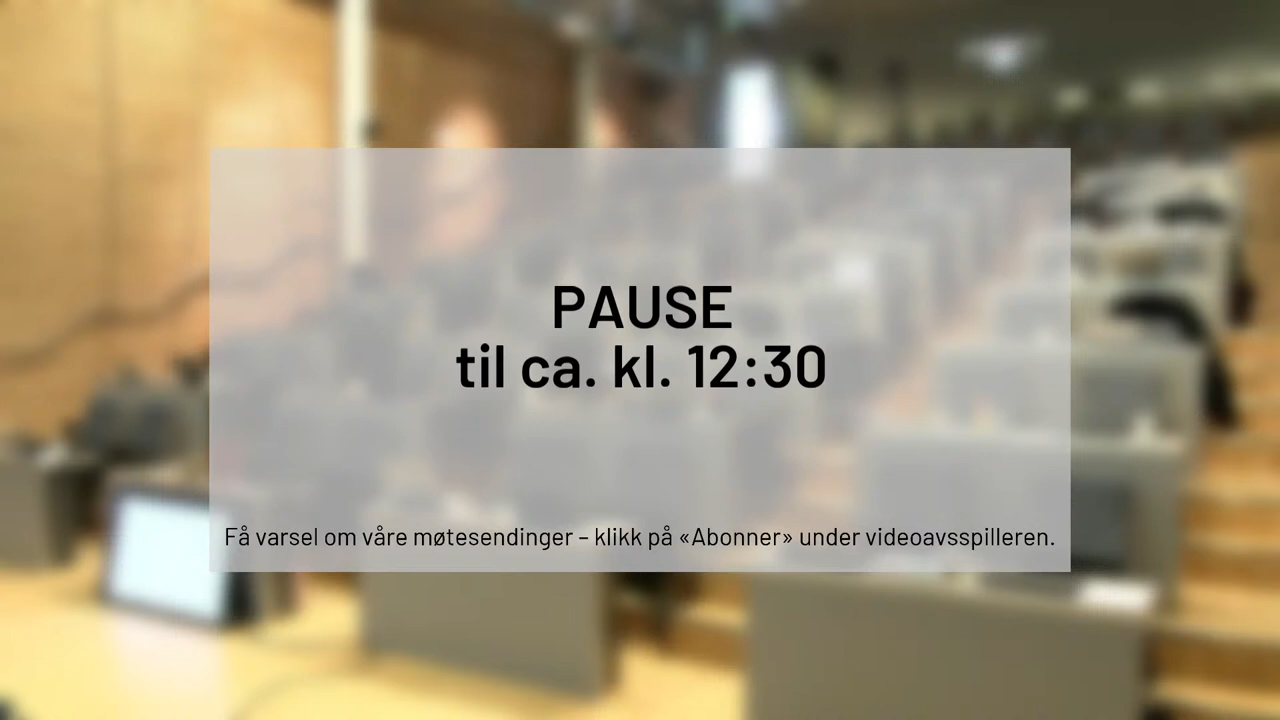 PAUSE
til ca. kl. 12:30
Få varsel om våre møtesendinger – klikk på «Abonner» under videoavsspilleren.